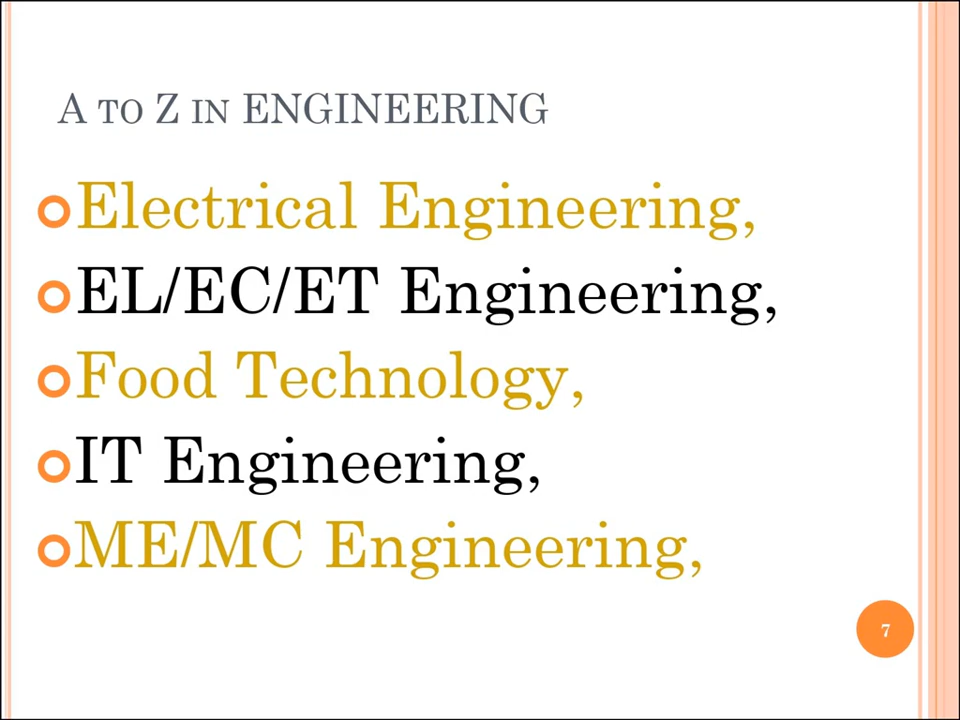 A TO Z IN ENGINEERING
Electrical Engineering,
EL/EC/ET Engineering,
Food Technology,
IT Engineering,
ME/MC Engineering,
7